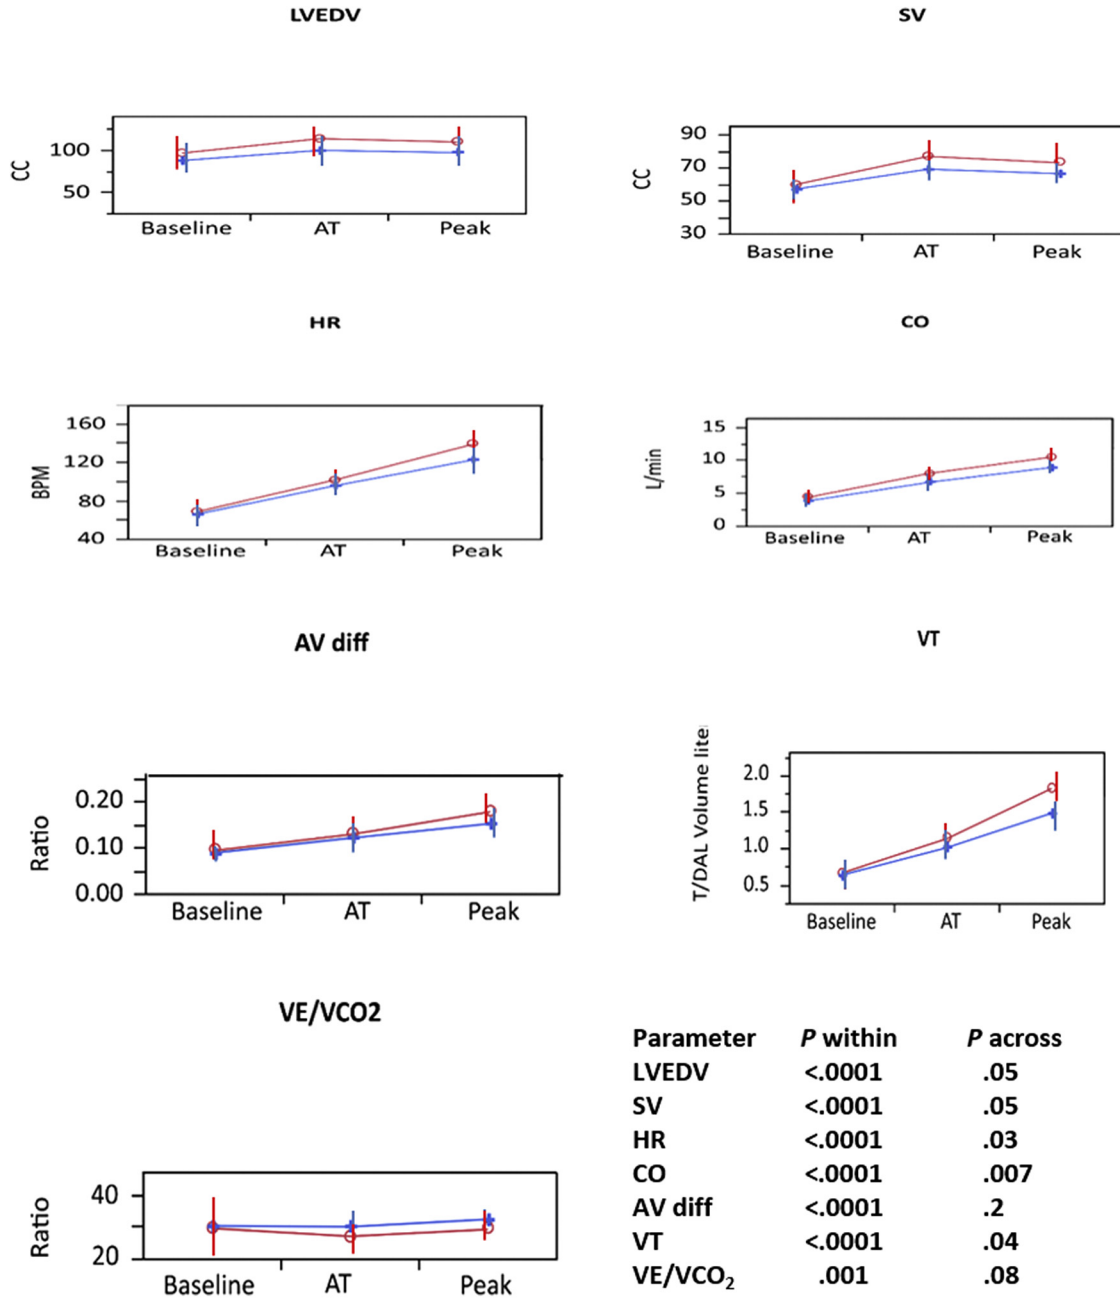 LVEDV
CC
100
50
Baseline AT Peak
SV
CC
90
70
50
30
Baseline AT Peak
HR
BPM
160
120
80
40
Baseline AT Peak
CO
L/min
15
10
5
0
Baseline AT Peak
AV diff
Ratio
0.20
0.10
0.00
Baseline AT Peak
VT
T/DAL Volume lite
2.0
1.5
1.0
0.5
Baseline AT Peak
VE/VCO2
Ratio
40
20
Baseline AT Peak
Parameter P within P across
LVEDV <.0001 .05
SV <.0001 .05
HR <.0001 .03
CO <.0001 .007
AV diff <.0001 .2
VT <.0001 .04
VE/VCO₂ .001 .08